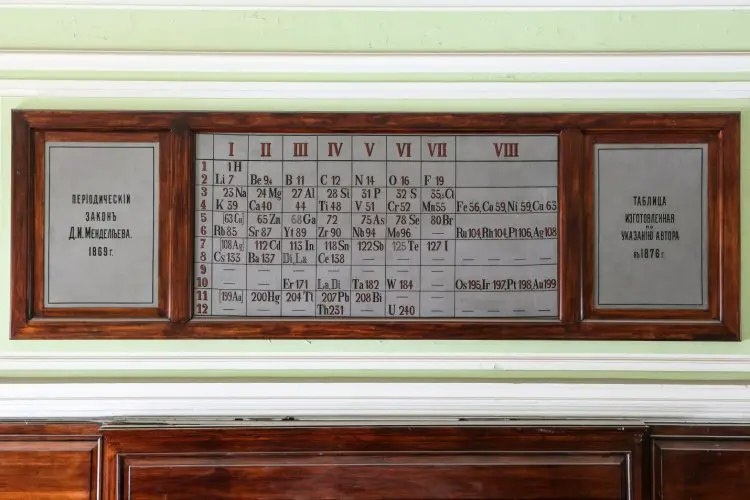 ПЕРІОДИЧЕСКІЙ
ЗАКОНЪ
Д.И.МЕНДЕЛѢЕВА.
1869 г.
I II III IV V VI VII VIII
1 1 H
2 Li 7 Be 9,4 B 11 C 12 N 14 O 16 F 19
3 23 Na 24 Mg 27 Al 28 Si 31 P 32 S 35,5 Cl
4 K 39 Ca 40 — 44 Ti 48 V 51 Cr 52 Mn 55 Fe 56, Co 59, Ni 59, Cu 63
5 [63 Cu] 65 Zn 68 Ga 72 75 As 78 Se 80 Br
6 Rb 85 Sr 87 Yt 89 Zr 90 Nb 94 Mo 96 — Ru 104, Rh 104, Pt 106, Ag 108
7 [108 Ag] 112 Cd 113 In 118 Sn 122 Sb 125 Te 127 I
8 Cs 133 Ba 137 Di, La Ce 138 — — — — — — —
9 — — — — — — —
10 — — Er 171 La, Di Ta 182 W 184 — Os 195, Ir 197, Pt 198, Au 199
11 [199 Au] 200 Hg 204 Tl 207 Pb 208 Bi — —
12 — — — Th 231 — U 240 — — — — —
ТАБЛИЦА
ИЗГОТОВЛЕННАЯ
по
УКАЗАНІЮ АВТОРА
въ 1876 г.